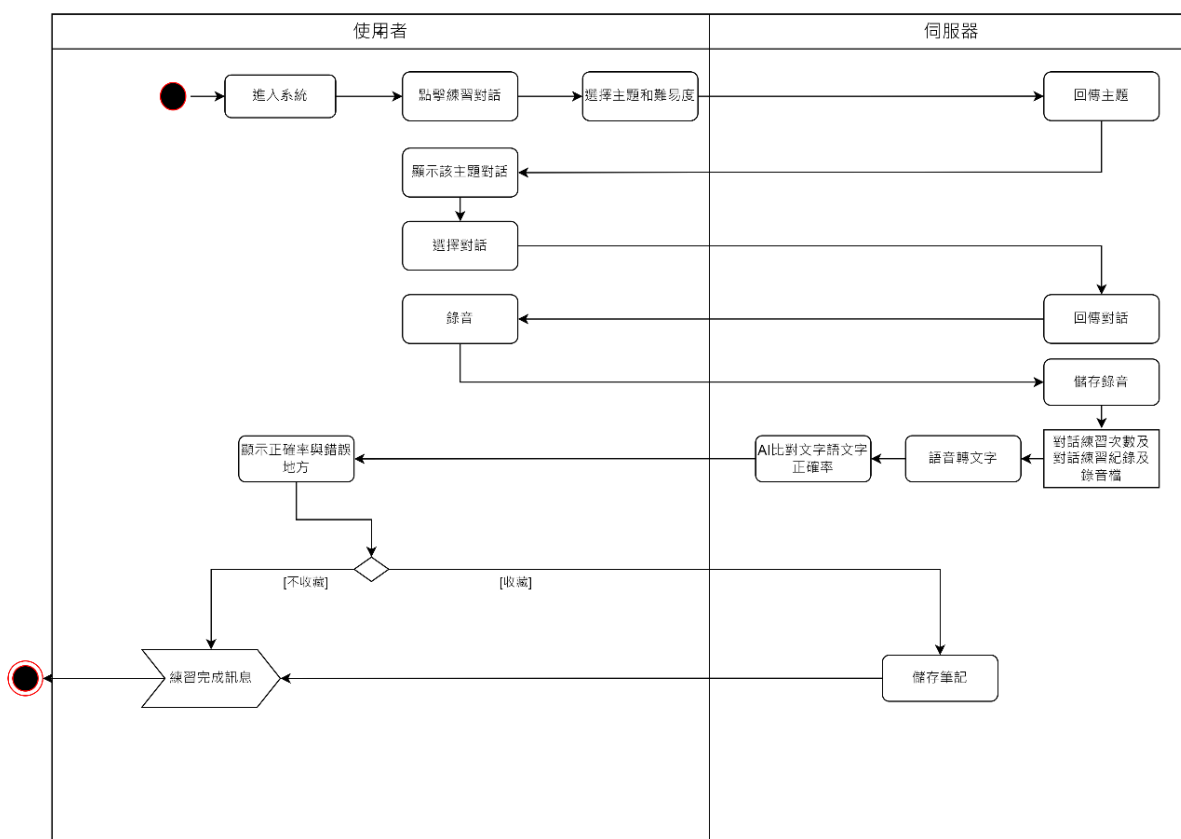 使用者
伺服器
進入系統
點擊練習對話
選擇主題和難易度
回傳主題
顯示該主題對話
選擇對話
錄音
回傳對話
儲存錄音
顯示正確率與錯誤
地方
AI比對文字語文字
正確率
語音轉文字
對話練習次數及
對話練習紀錄及
錄音檔
[不收藏]
[收藏]
練習完成訊息
儲存筆記